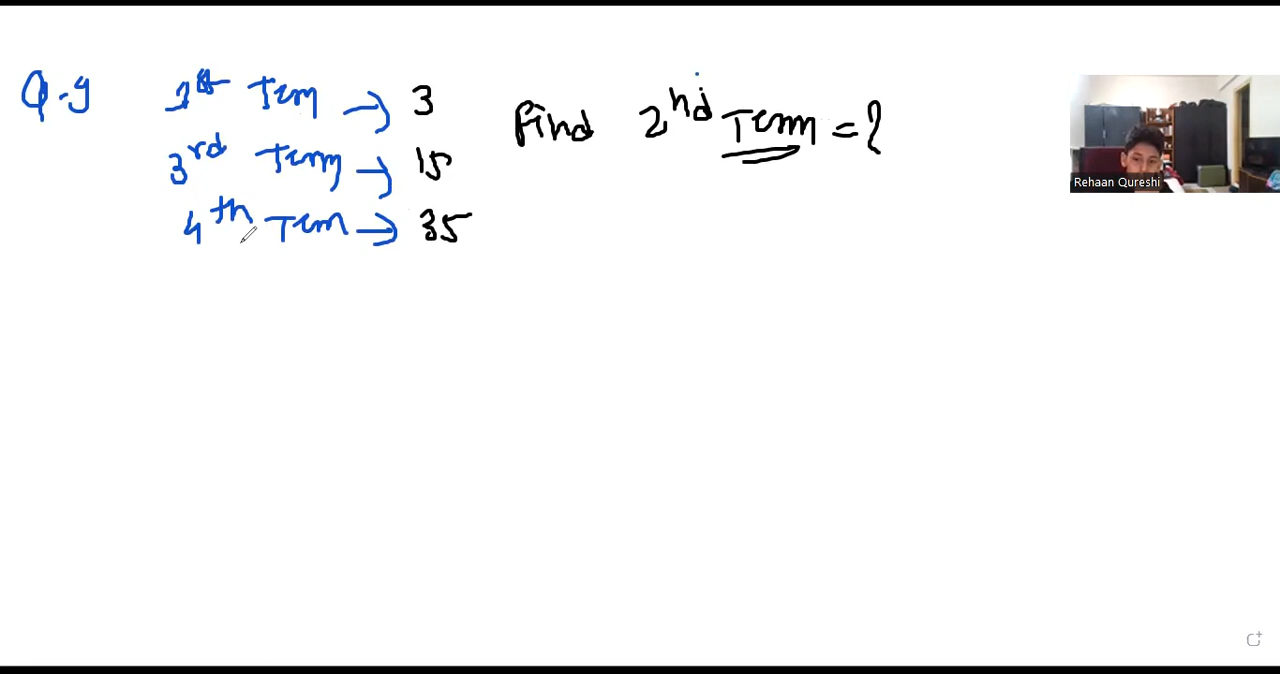 Q.9 1st Term → 3
Find 2nd Term = ?
3rd Term → 15
4th Term → 35
Rehaan Qureshi